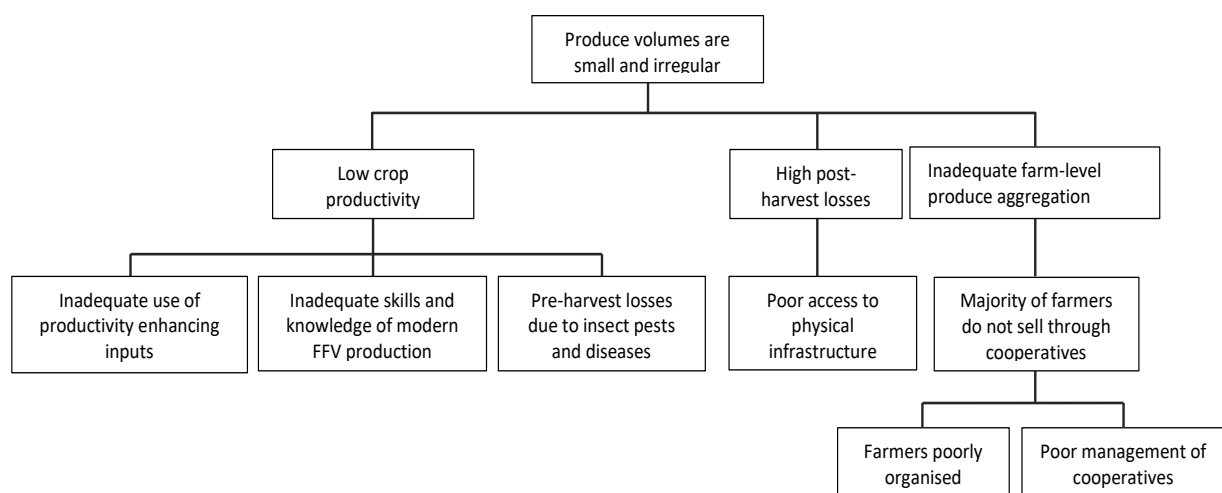 Produce volumes are
small and irregular
Low crop
productivity
High post-
harvest losses
Inadequate farm-level
produce aggregation
Inadequate use of
productivity enhancing
inputs
Inadequate skills and
knowledge of modern
FFV production
Pre-harvest losses
due to insect pests
and diseases
Poor access to
physical
infrastructure
Majority of farmers
do not sell through
cooperatives
Farmers poorly
organised
Poor management of
cooperatives